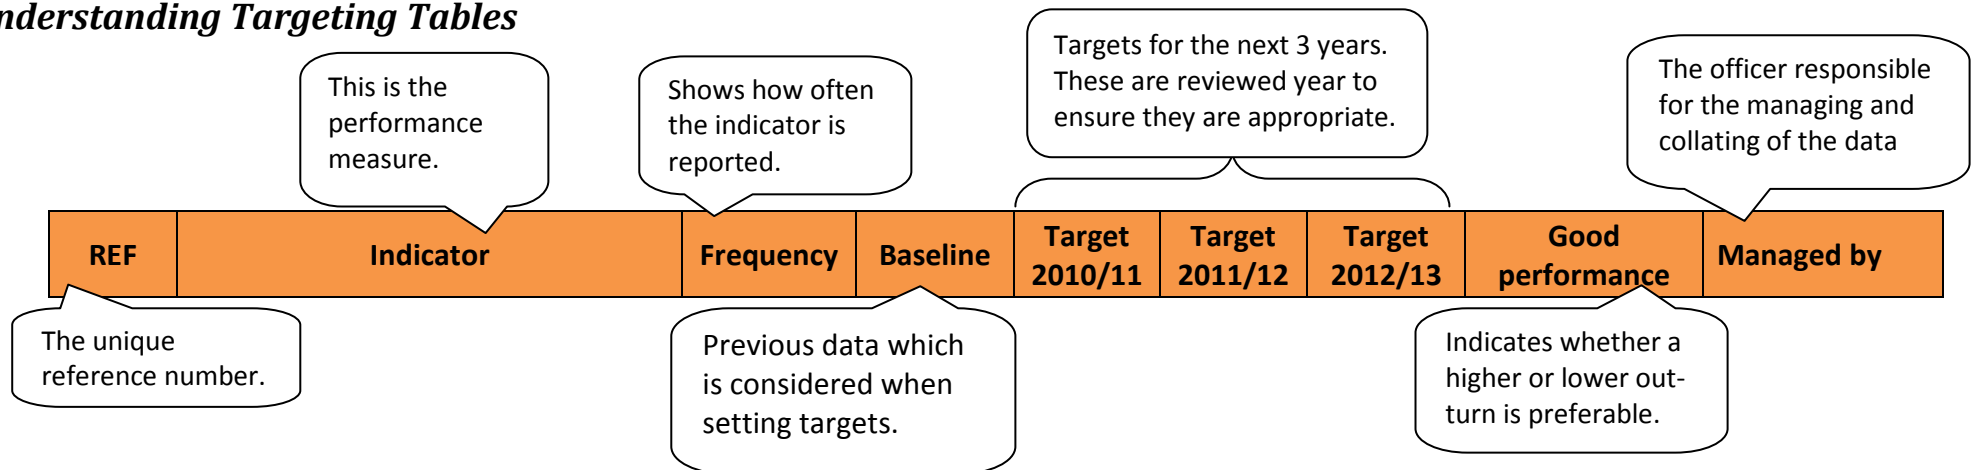 nderstanding Targeting Tables
This is the
performance
measure.
Shows how often
the indicator is
reported.
Targets for the next 3 years.
These are reviewed year to
ensure they are appropriate.
The officer responsible
for the managing and
collating of the data
REF
Indicator
Frequency
Baseline
Target
2010/11
Target
2011/12
Target
2012/13
Good
performance
Managed by
The unique
reference number.
Previous data which
is considered when
setting targets.
Indicates whether a
higher or lower out-
turn is preferable.